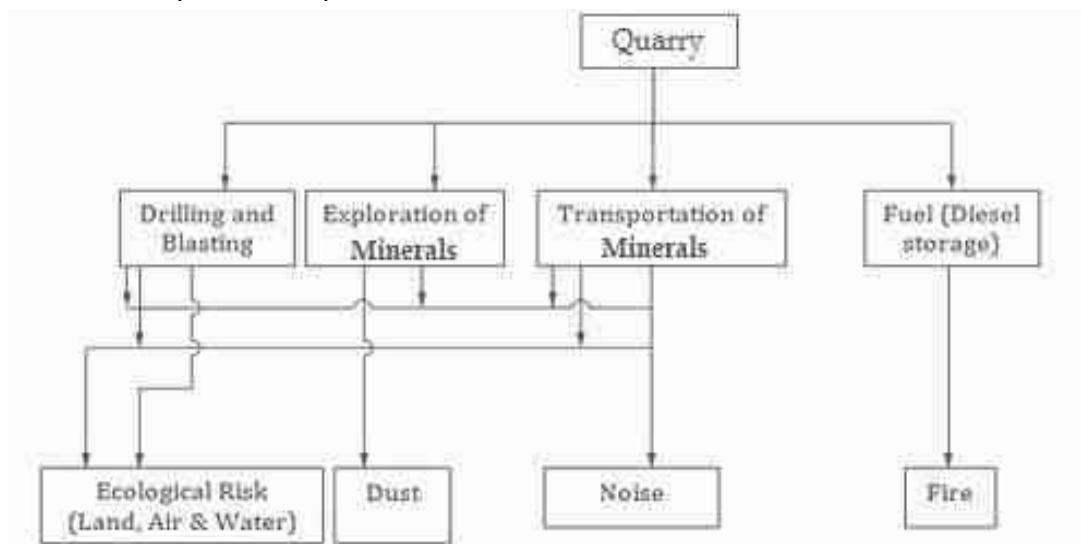 Quarry
Drilling and
Blasting
Exploration of
Minerals
Transportation of
Minerals
Fuel (Diesel
storage)
Ecological Risk
(Land, Air & Water)
Dust
Noise
Fire